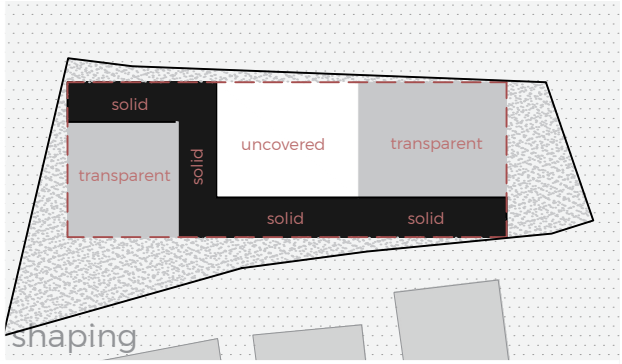 solid
solid
uncovered
transparent
transparent
solid
solid
shaping